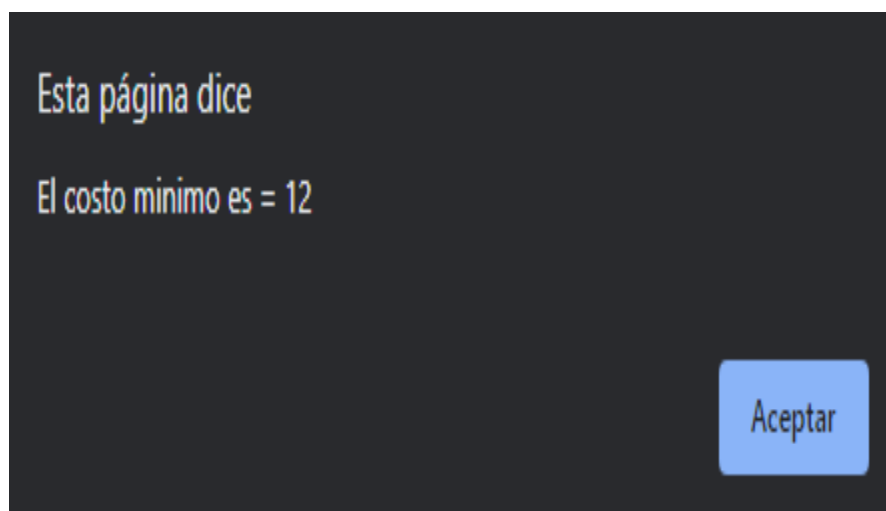 Esta página dice
El costo minimo es = 12
Aceptar